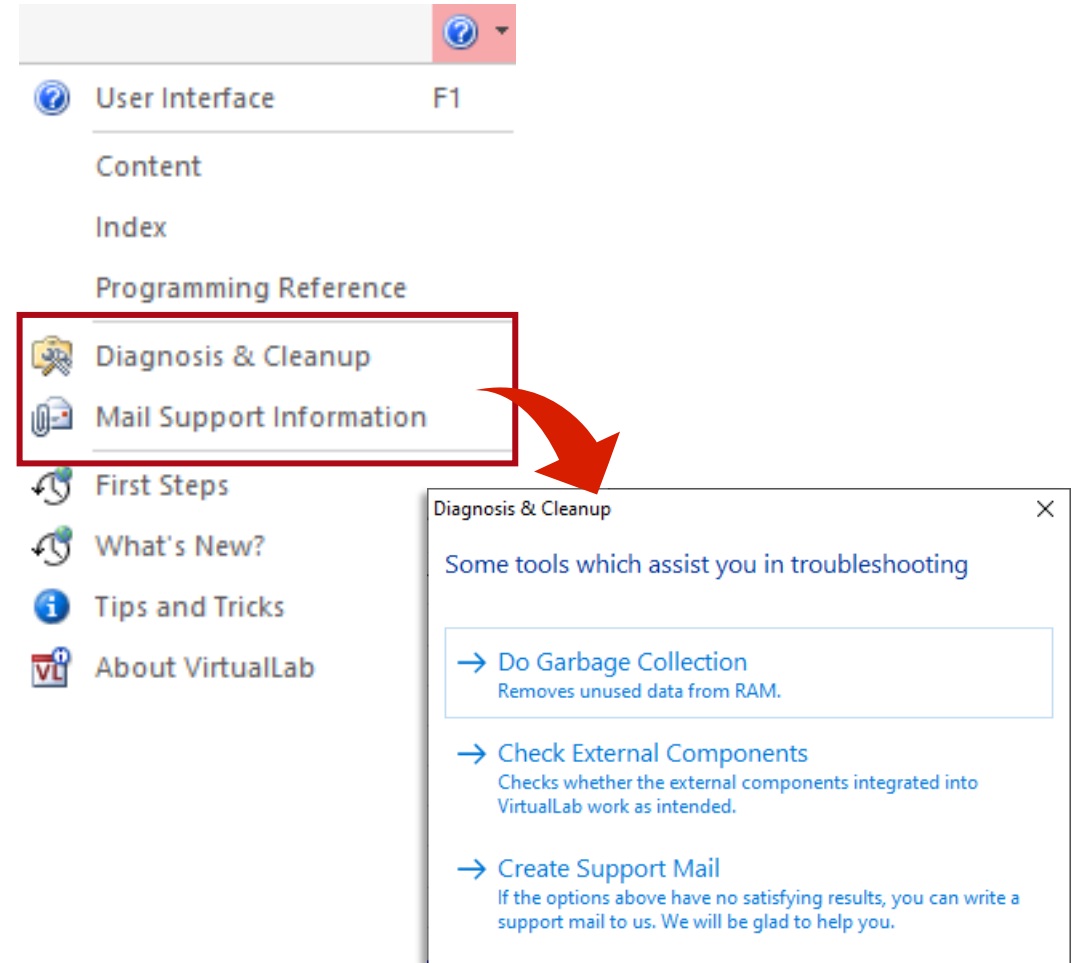 User Interface F1
Content
Index
Programming Reference
Diagnosis & Cleanup
Mail Support Information
First Steps
What's New?
Tips and Tricks
About VirtualLab
Diagnosis & Cleanup
Some tools which assist you in troubleshooting
Do Garbage Collection
Removes unused data from RAM.
Check External Components
Checks whether the external components integrated into
VirtualLab work as intended.
Create Support Mail
If the options above have no satisfying results, you can write a
support mail to us. We will be glad to help you.